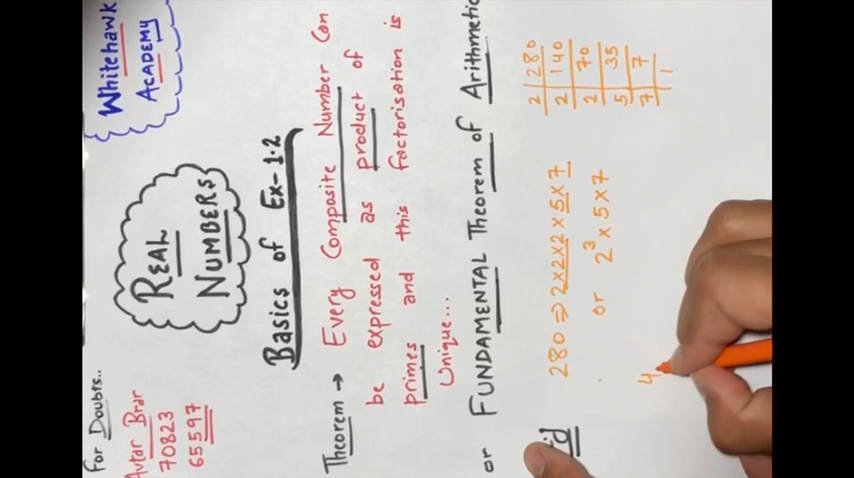 For Doubts..
Avtar Brar
70823
65597
REAL
NUMBERS
Whitehawk
ACADEMY
Basics of Ex-1.2
Theorem → Every Composite Number Can
be expressed as product of
primes and this factorisation is
Unique...
or FUNDAMENTAL Theorem of Arithmetic
280 ⇒ 2×2×2×5×7
or 2³×5×7
2 | 280
2 | 140
2 | 70
5 | 35
7 | 7
1
4